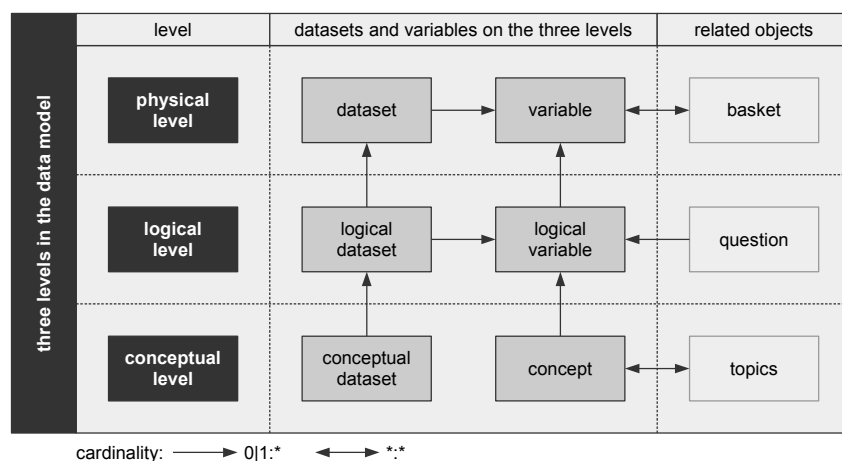 level
datasets and variables on the three levels
related objects
three levels in the data model
physical
level
dataset
variable
basket
logical
level
logical
dataset
logical
variable
question
conceptual
level
conceptual
dataset
concept
topics
cardinality: 0|1:* *:*